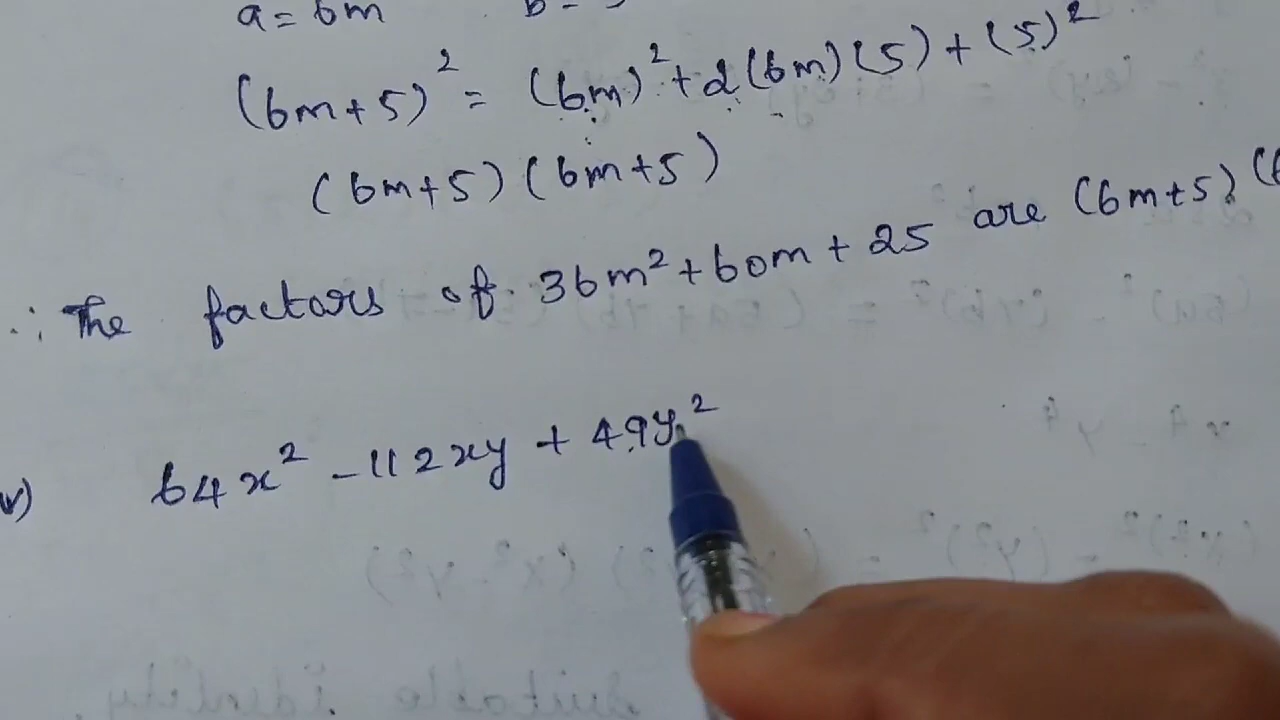 a = 6m
(6m+5)² = (6m)² + 2(6m)(5) + (5)²
(6m+5)(6m+5)
∴ The factors of 36m² + 60m + 25 are (6m+5)
v) 64x² - 112xy + 49y²